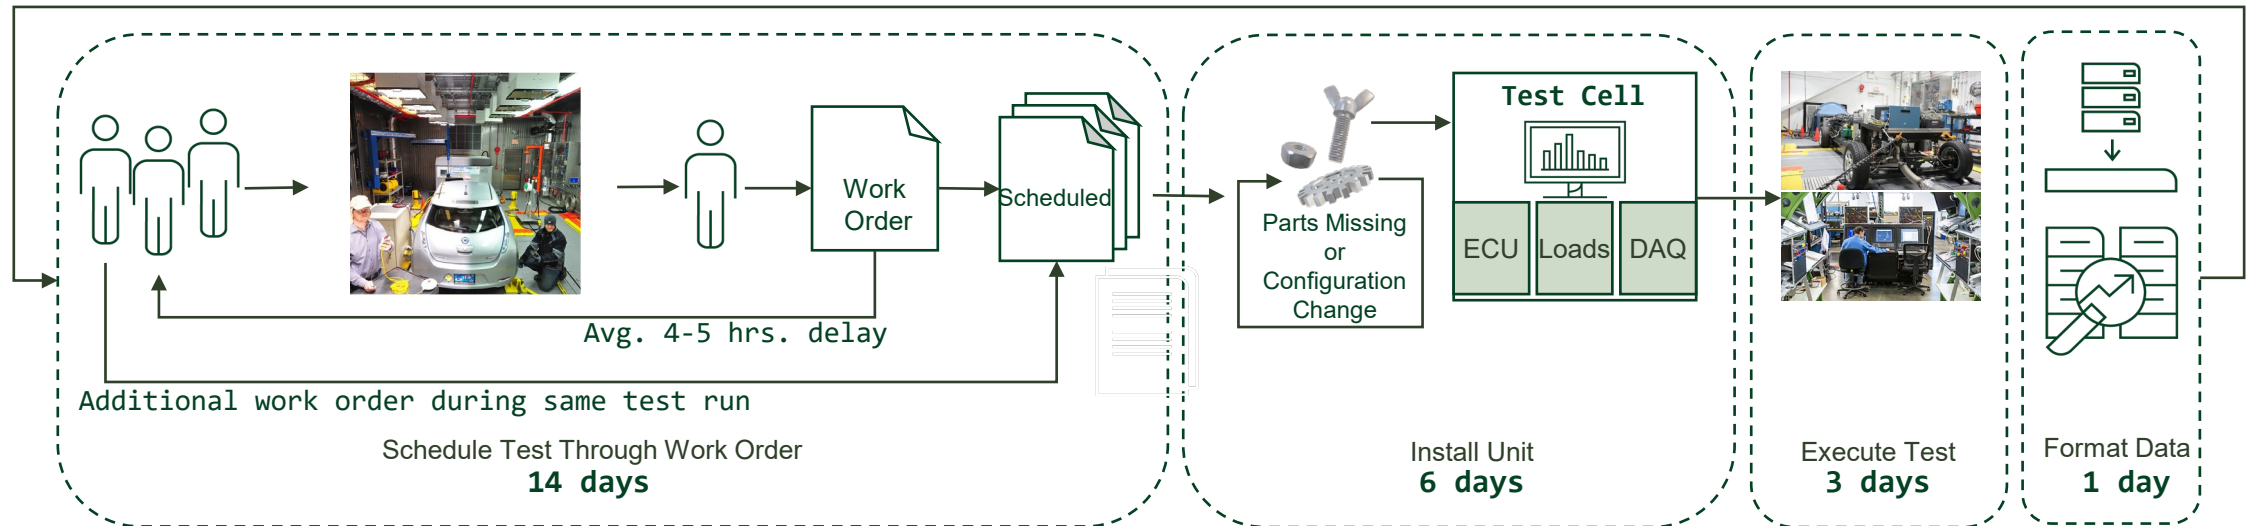 Work
Order
Scheduled
Avg. 4-5 hrs. delay
Additional work order during same test run
Schedule Test Through Work Order
14 days
Parts Missing
or
Configuration
Change
Test Cell
ECU
Loads
DAQ
Install Unit
6 days
Execute Test
3 days
Format Data
1 day